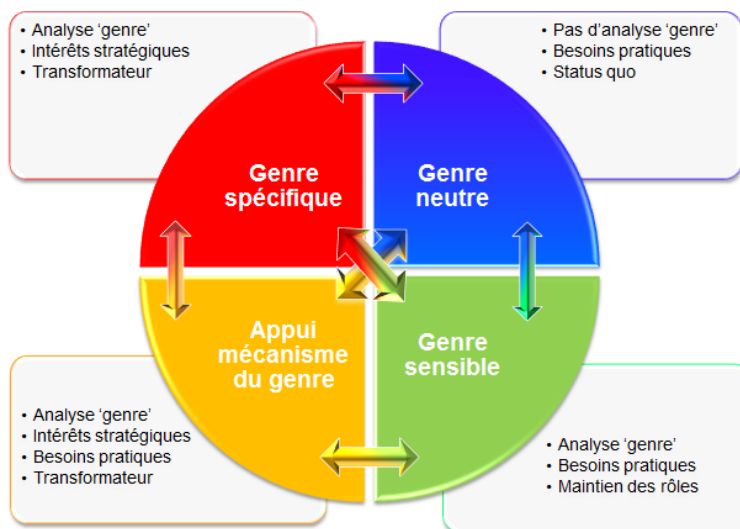 • Analyse ‘genre’
• Intérêts stratégiques
• Transformateur
• Pas d’analyse ‘genre’
• Besoins pratiques
• Status quo
Genre
spécifique
Genre
neutre
Appui
mécanisme
du genre
Genre
sensible
• Analyse ‘genre’
• Intérêts stratégiques
• Besoins pratiques
• Transformateur
• Analyse ‘genre’
• Besoins pratiques
• Maintien des rôles